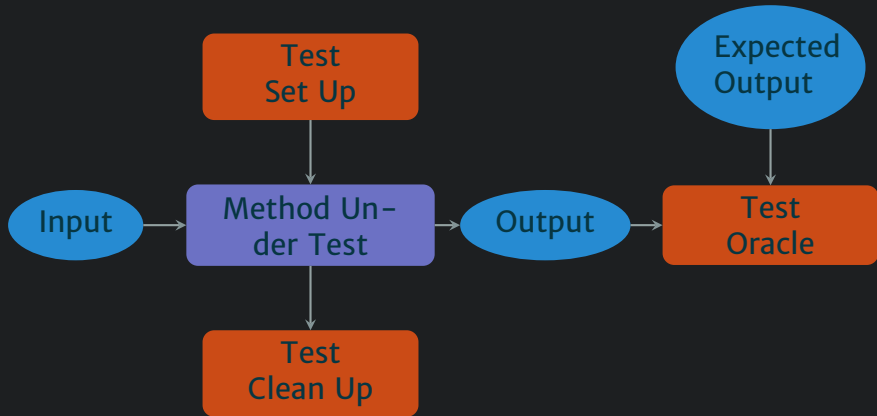 Test
Set Up
Expected
Output
Input
Method Un-
der Test
Output
Test
Oracle
Test
Clean Up